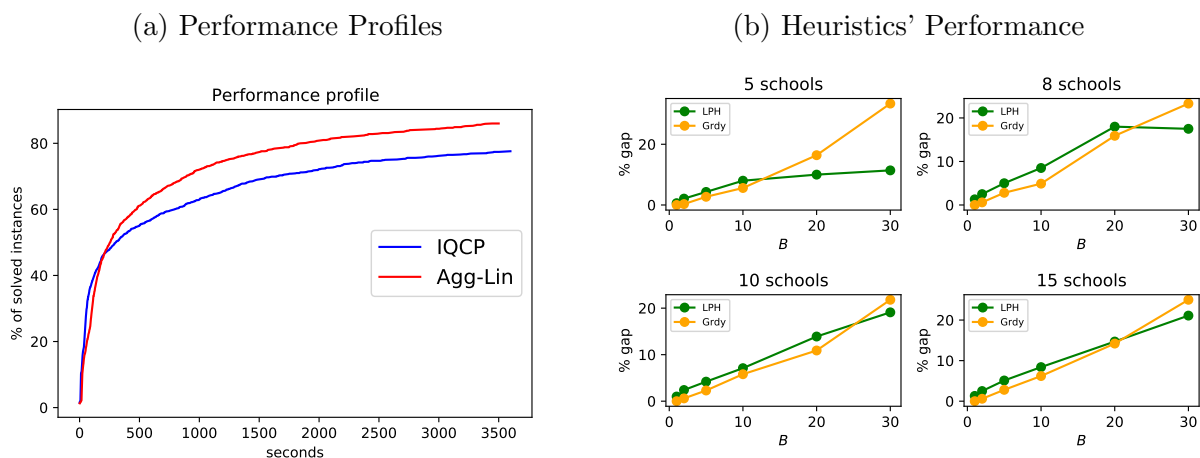 (a) Performance Profiles
Performance profile
% of solved instances
80
60
40
20
0
IQCP
Agg-Lin
0 500 1000 1500 2000 2500 3000 3500
seconds
(b) Heuristics' Performance
5 schools
% gap
20
0
LPH
Grdy
0 10 20 30
B
8 schools
% gap
20
10
0
LPH
Grdy
0 10 20 30
B
10 schools
% gap
20
10
0
LPH
Grdy
0 10 20 30
B
15 schools
% gap
20
10
0
LPH
Grdy
0 10 20 30
B